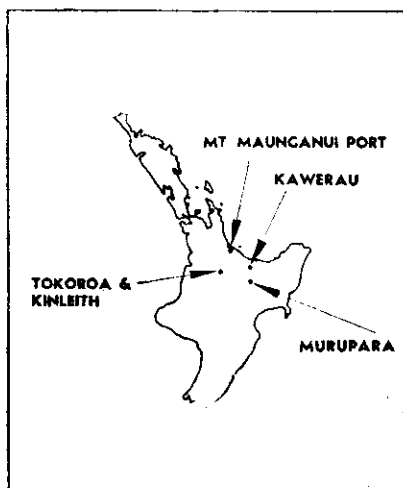 MT MAUNGANUI PORT
KAWERAU
TOKOROA &
KINLEITH
MURUPARA